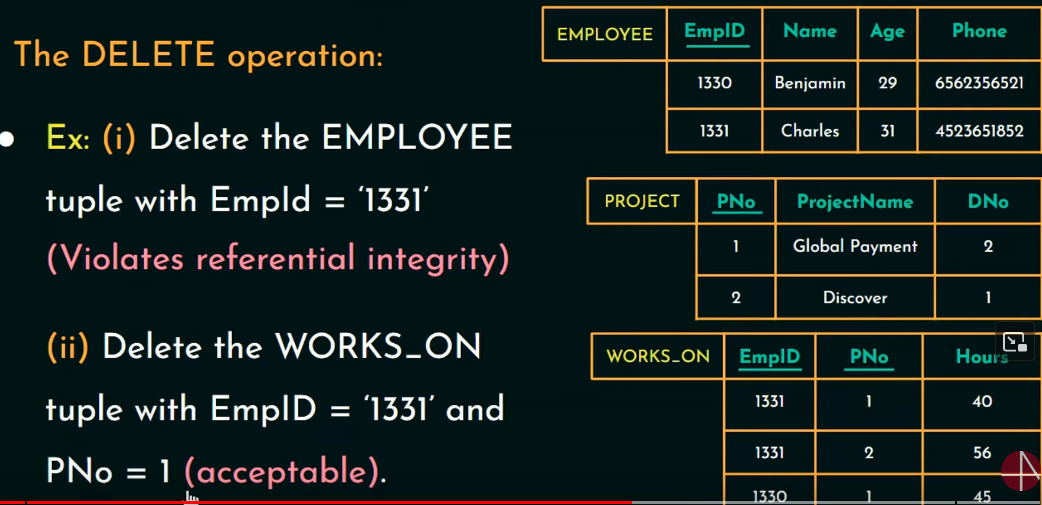 The DELETE operation:
• Ex: (i) Delete the EMPLOYEE
tuple with EmpId = ‘1331’
(Violates referential integrity)
(ii) Delete the WORKS_ON
tuple with EmpID = ‘1331’ and
PNo = 1 (acceptable).
EMPLOYEE EmpID Name Age Phone
1330 Benjamin 29 6562356521
1331 Charles 31 4523651852
PROJECT PNo ProjectName DNo
1 Global Payment 2
2 Discover 1
WORKS_ON EmpID PNo Hours
1331 1 40
1331 2 56
1330 1 45